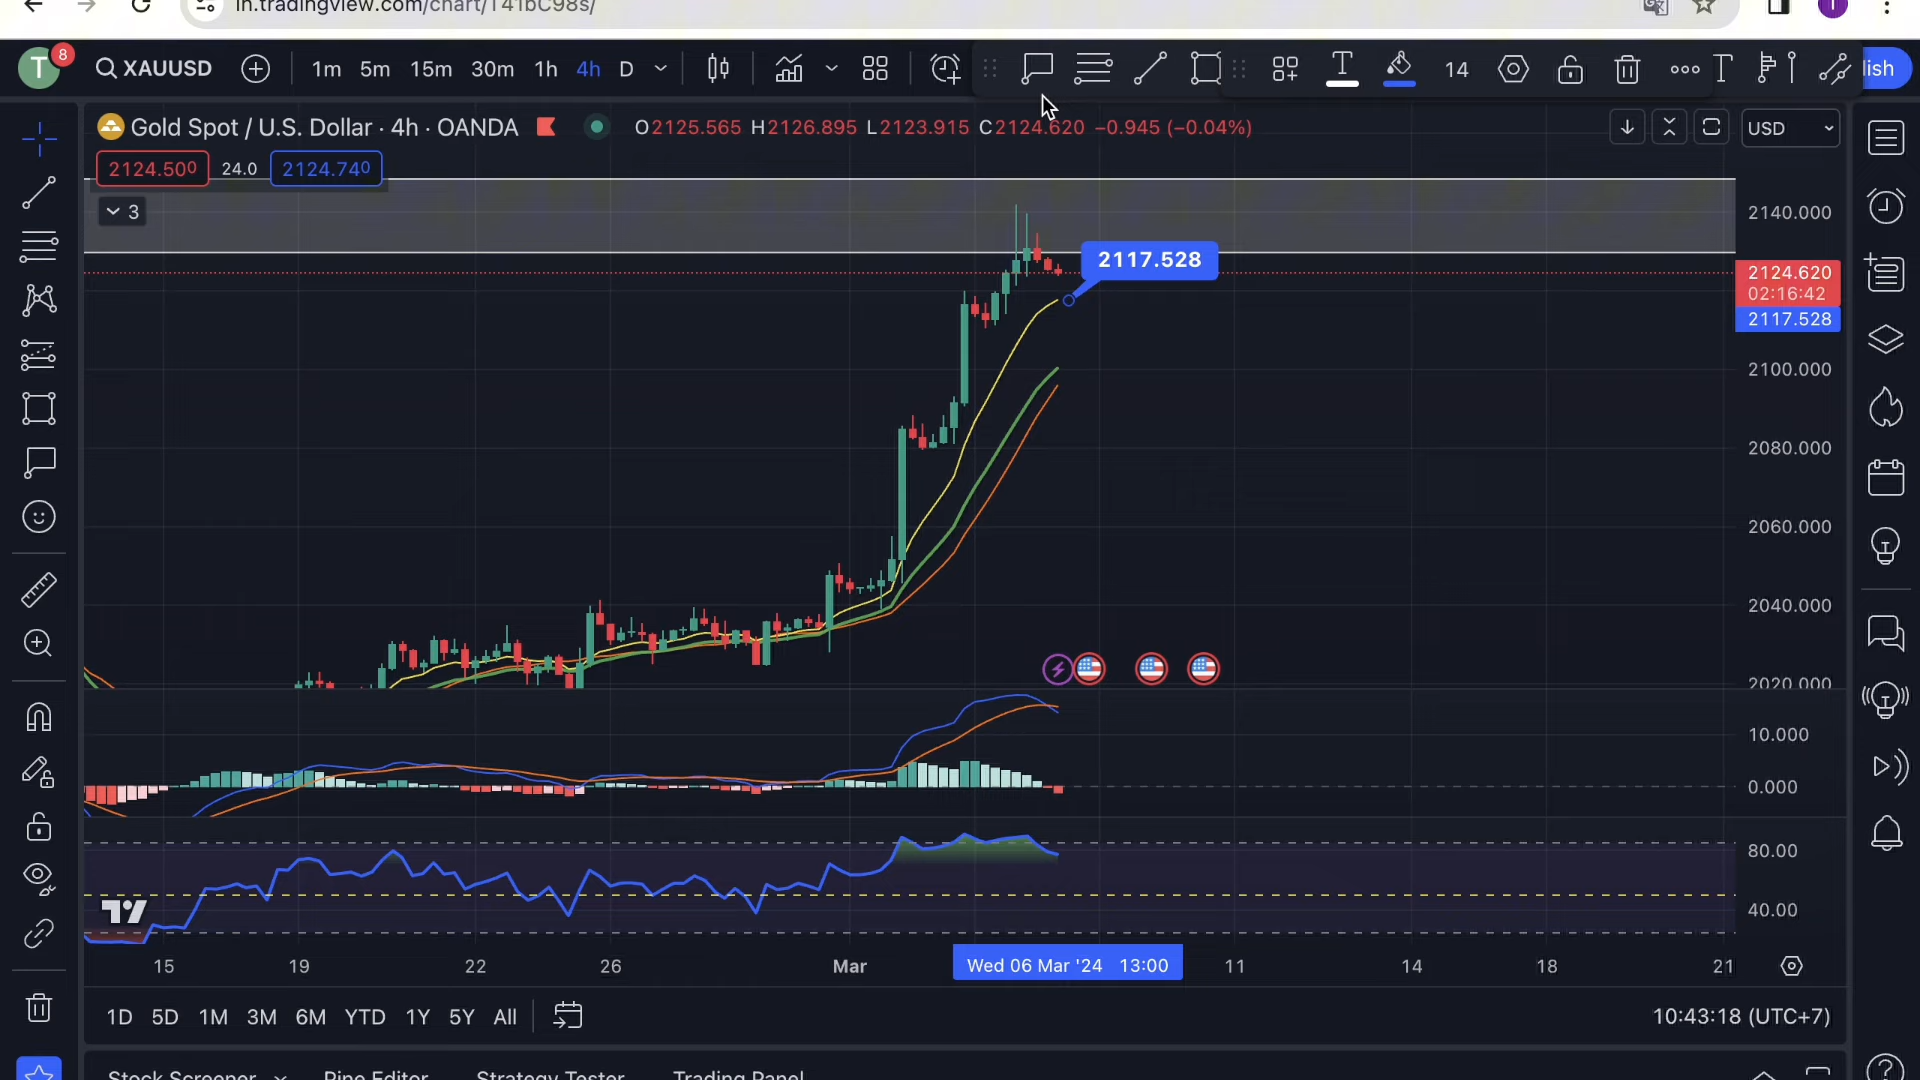 in.tradingview.com/chart/T41bC98s/
T
8
XAUUSD
1m 5m 15m 30m 1h 4h D
T
14
T
lish
Gold Spot / U.S. Dollar · 4h · OANDA
O2125.565 H2126.895 L2123.915 C2124.620 −0.945 (−0.04%)
USD
2124.500
24.0
2124.740
3
2140.000
2117.528
2124.620
02:16:42
2117.528
2100.000
2080.000
2060.000
2040.000
2020.000
10.000
0.000
80.00
40.00
15 19 22 26 Mar Wed 06 Mar '24 13:00 11 14 18 21
1D 5D 1M 3M 6M YTD 1Y 5Y All
10:43:18 (UTC+7)
Stock Screener Pine Editor Strategy Tester Trading Panel